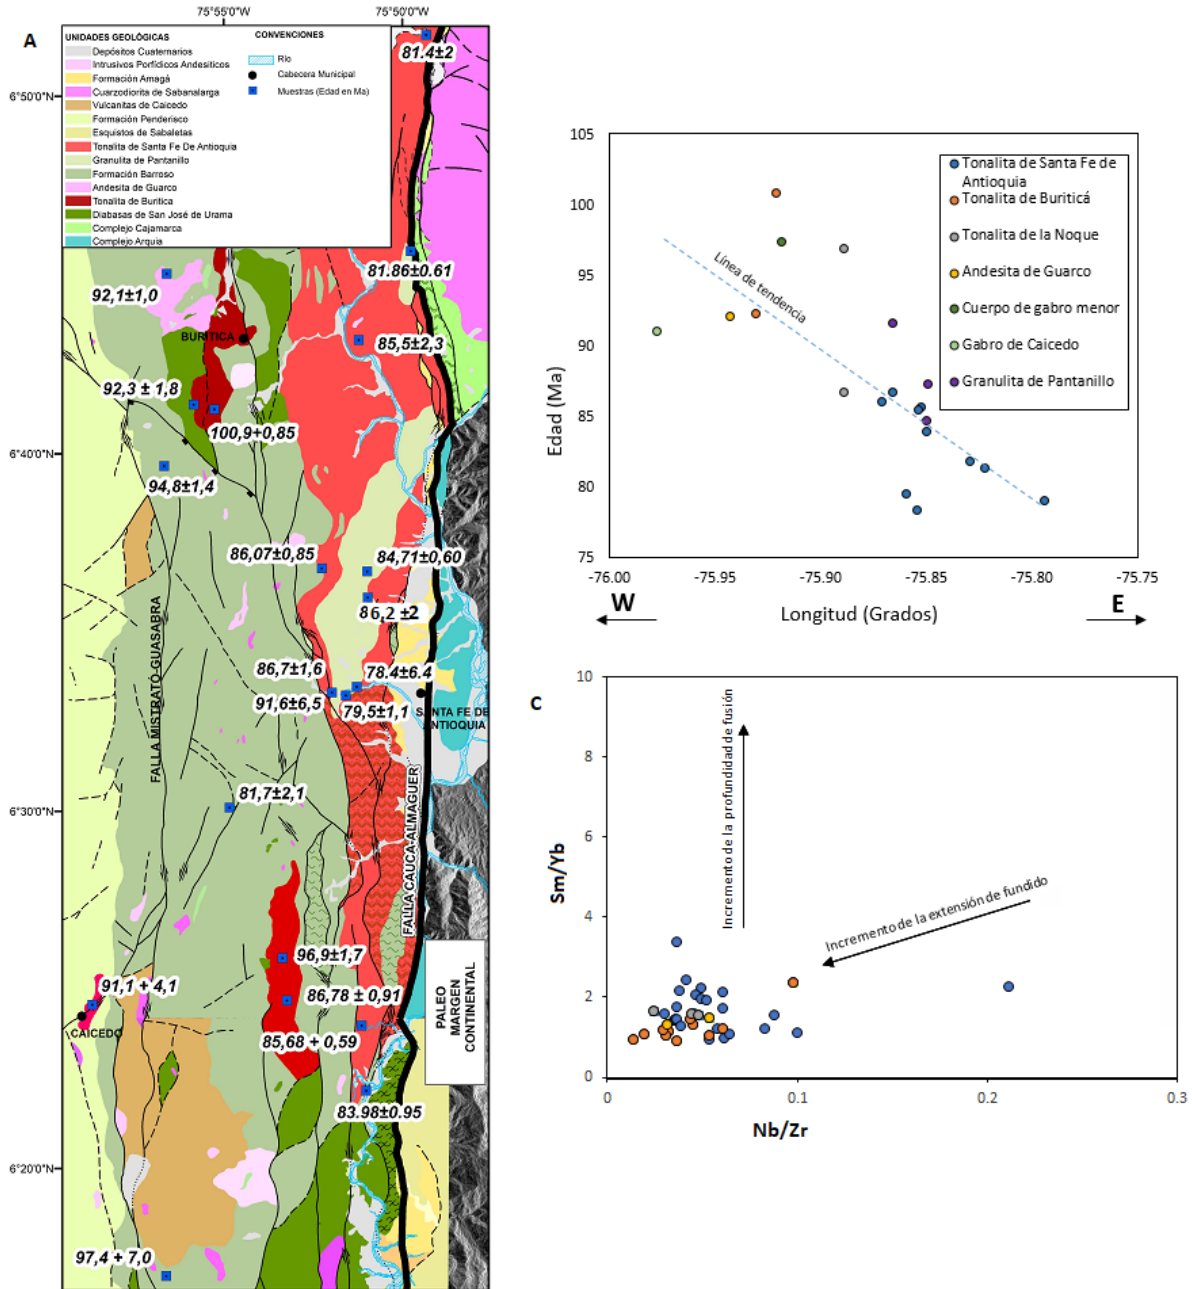 75°55'0"W
75°50'0"W
A
UNIDADES GEOLÓGICAS
Depósitos Cuaternarios
Intrusivos Porfídicos Andesiticos
Formación Amagá
Cuarzodiorita de Sabanalarga
Vulcanitas de Caicedo
Formación Penderisco
Esquistos de Sabaletas
Tonalita de Santa Fe De Antioquia
Granulita de Pantanillo
Formación Barroso
Andesita de Guarco
Tonalita de Buritica
Diabasas de San José de Urama
Complejo Cajamarca
Complejo Arquia
CONVENCIONES
Río
Cabecera Municipal
Muestras (Edad en Ma)
6°50'0"N
6°40'0"N
6°30'0"N
6°20'0"N
81.4±2
81.86±0.61
92,1±1,0
BURITICA
85,5±2,3
92,3 ± 1,8
100,9+0,85
94,8±1,4
86,07±0,85
84,71±0,60
86,2 ±2
86,7±1,6
78.4±6.4
91,6±6,5
79,5±1,1
SANTA FE DE
ANTIOQUIA
FALLA MISTRATO-GUASABRA
81,7±2,1
FALLA CAUCA-ALMAGUER
96,9±1,7
91,1 + 4,1
86,78 ± 0,91
CAICEDO
85,68 + 0,59
PALEO
MARGEN
CONTINENTAL
83.98±0.95
97,4 + 7,0
105
100
95
90
85
80
75
Edad (Ma)
Línea de tendencia
Tonalita de Santa Fe de
Antioquia
Tonalita de Buriticá
Tonalita de la Noque
Andesita de Guarco
Cuerpo de gabro menor
Gabro de Caicedo
Granulita de Pantanillo
-76.00
-75.95
-75.90
-75.85
-75.80
-75.75
W
Longitud (Grados)
E
C
10
8
6
4
2
0
Sm/Yb
Incremento de la profundidad de fusión
Incremento de la extensión de fundido
0
0.1
0.2
0.3
Nb/Zr